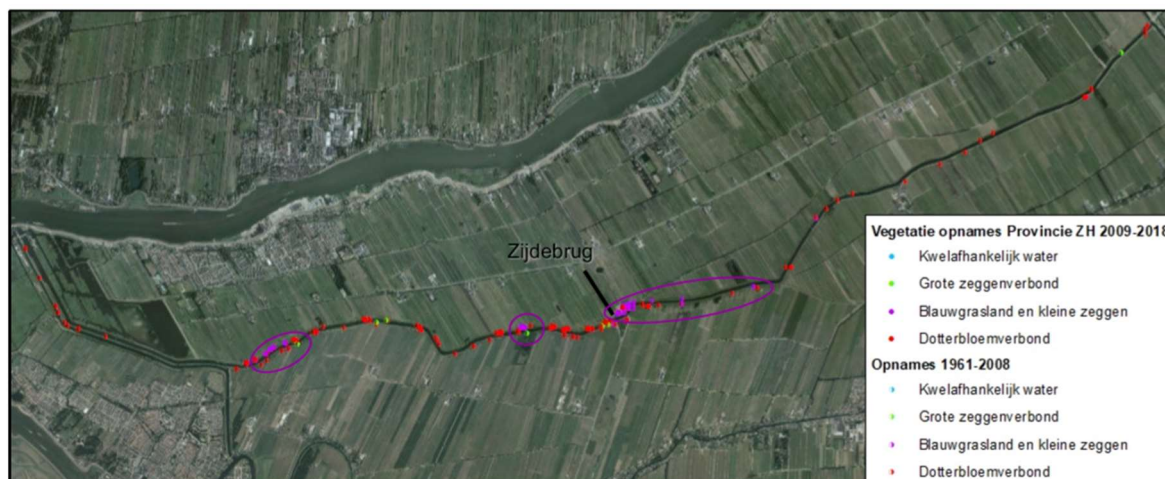 Zijdebrug
Vegetatie opnames Provincie ZH 2009-2018
Kwelafhankelijk water
Grote zeggenverbond
Blauwgrasland en kleine zeggen
Dotterbloemverbond
Opnames 1961-2008
Kwelafhankelijk water
Grote zeggenverbond
Blauwgrasland en kleine zeggen
Dotterbloemverbond